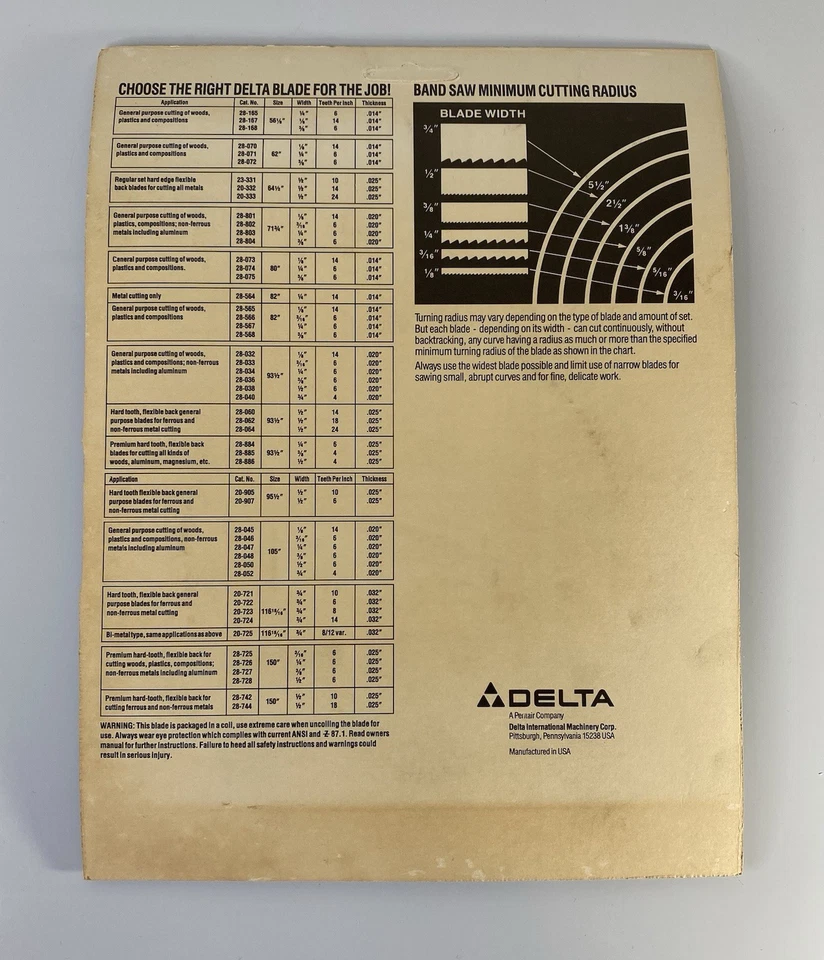 CHOOSE THE RIGHT DELTA BLADE FOR THE JOB!
Application Cat. No. Size Width Teeth Per Inch Thickness
General purpose cutting of woods, 28-165 ¼" 6 .014"
plastics and compositions 28-167 56⅛" ⅛" 14 .014"
28-168 ⅜" 6 .014"
General purpose cutting of woods, 28-070 ⅛" 14 .014"
plastics and compositions 28-071 62" ¼" 6 .014"
28-072 ⅜" 6 .014"
Regular set hard edge flexible 23-331 ½" 10 .025"
back blades for cutting all metals 20-332 64½" ½" 14 .025"
20-333 ½" 24 .025"
General purpose cutting of woods, 28-801 ⅛" 14 .020"
plastics, compositions; non-ferrous 28-802 71¾" 3/16" 6 .020"
metals including aluminum 28-803 ¼" 6 .020"
28-804 ⅜" 6 .020"
General purpose cutting of woods, 28-073 ⅛" 14 .014"
plastics and compositions. 28-074 80" ¼" 6 .014"
28-075 ⅜" 6 .014"
Metal cutting only 28-564 82" ¼" 14 .014"
General purpose cutting of woods, 28-565 ⅛" 14 .014"
plastics and compositions 28-566 82" 3/16" 6 .014"
28-567 ¼" 6 .014"
28-568 ⅜" 6 .014"
General purpose cutting of woods, 28-032 ⅛" 14 .020"
plastics and compositions; non-ferrous 28-033 3/16" 6 .020"
metals including aluminum 28-034 93½" ¼" 6 .020"
28-036 ⅜" 6 .020"
28-038 ½" 6 .020"
28-040 ¾" 4 .020"
Hard tooth, flexible back general 28-060 ½" 14 .025"
purpose blades for ferrous and 28-062 93½" ½" 18 .025"
non-ferrous metal cutting 28-064 ½" 24 .025"
Premium hard tooth, flexible back 28-884 ¼" 6 .025"
blades for cutting all kinds of 28-885 93½" ⅜" 4 .025"
woods, aluminum, magnesium, etc. 28-886 ½" 4 .025"
Application Cat. No. Size Width Teeth Per Inch Thickness
Hard tooth flexible back general 20-905 95½" ½" 10 .025"
purpose blades for ferrous and 20-907 ½" 6 .025"
non-ferrous metal cutting
General purpose cutting of woods, 28-045 ⅛" 14 .020"
plastics and compositions, non-ferrous 28-046 3/16" 6 .020"
metals including aluminum 28-047 105" ¼" 6 .020"
28-048 ⅜" 6 .020"
28-050 ½" 6 .020"
28-052 ¾" 4 .020"
Hard tooth, flexible back general 20-721 ¾" 10 .032"
purpose blades for ferrous and 20-722 ¾" 6 .032"
non-ferrous metal cutting 20-723 11615/16" ¾" 8 .032"
20-724 ¾" 14 .032"
Bi-metal type, same applications as above 20-725 11615/16" ¾" 8/12 var. .032"
Premium hard-tooth, flexible back for 28-725 3/16" 6 .025"
cutting woods, plastics, compositions; 28-726 150" ¼" 6 .025"
non-ferrous metals including aluminum 28-727 ⅜" 6 .025"
28-728 ½" 6 .025"
Premium hard-tooth, flexible back for 28-742 150" ½" 10 .025"
cutting ferrous and non-ferrous metals 28-744 ½" 18 .025"
WARNING: This blade is packaged in a coil, use extreme care when uncoiling the blade for
use. Always wear eye protection which complies with current ANSI and Z 87.1. Read owners
manual for further instructions. Failure to heed all safety instructions and warnings could
result in serious injury.
BAND SAW MINIMUM CUTTING RADIUS
BLADE WIDTH
¾"
½"
⅜"
¼"
3/16"
⅛"
5½"
2½"
1⅜"
⅝"
5/16"
3/16"
Turning radius may vary depending on the type of blade and amount of set.
But each blade - depending on its width - can cut continuously, without
backtracking, any curve having a radius as much or more than the specified
minimum turning radius of the blade as shown in the chart.
Always use the widest blade possible and limit use of narrow blades for
sawing small, abrupt curves and for fine, delicate work.
DELTA
A Pentair Company
Delta International Machinery Corp.
Pittsburgh, Pennsylvania 15238 USA
Manufactured in USA